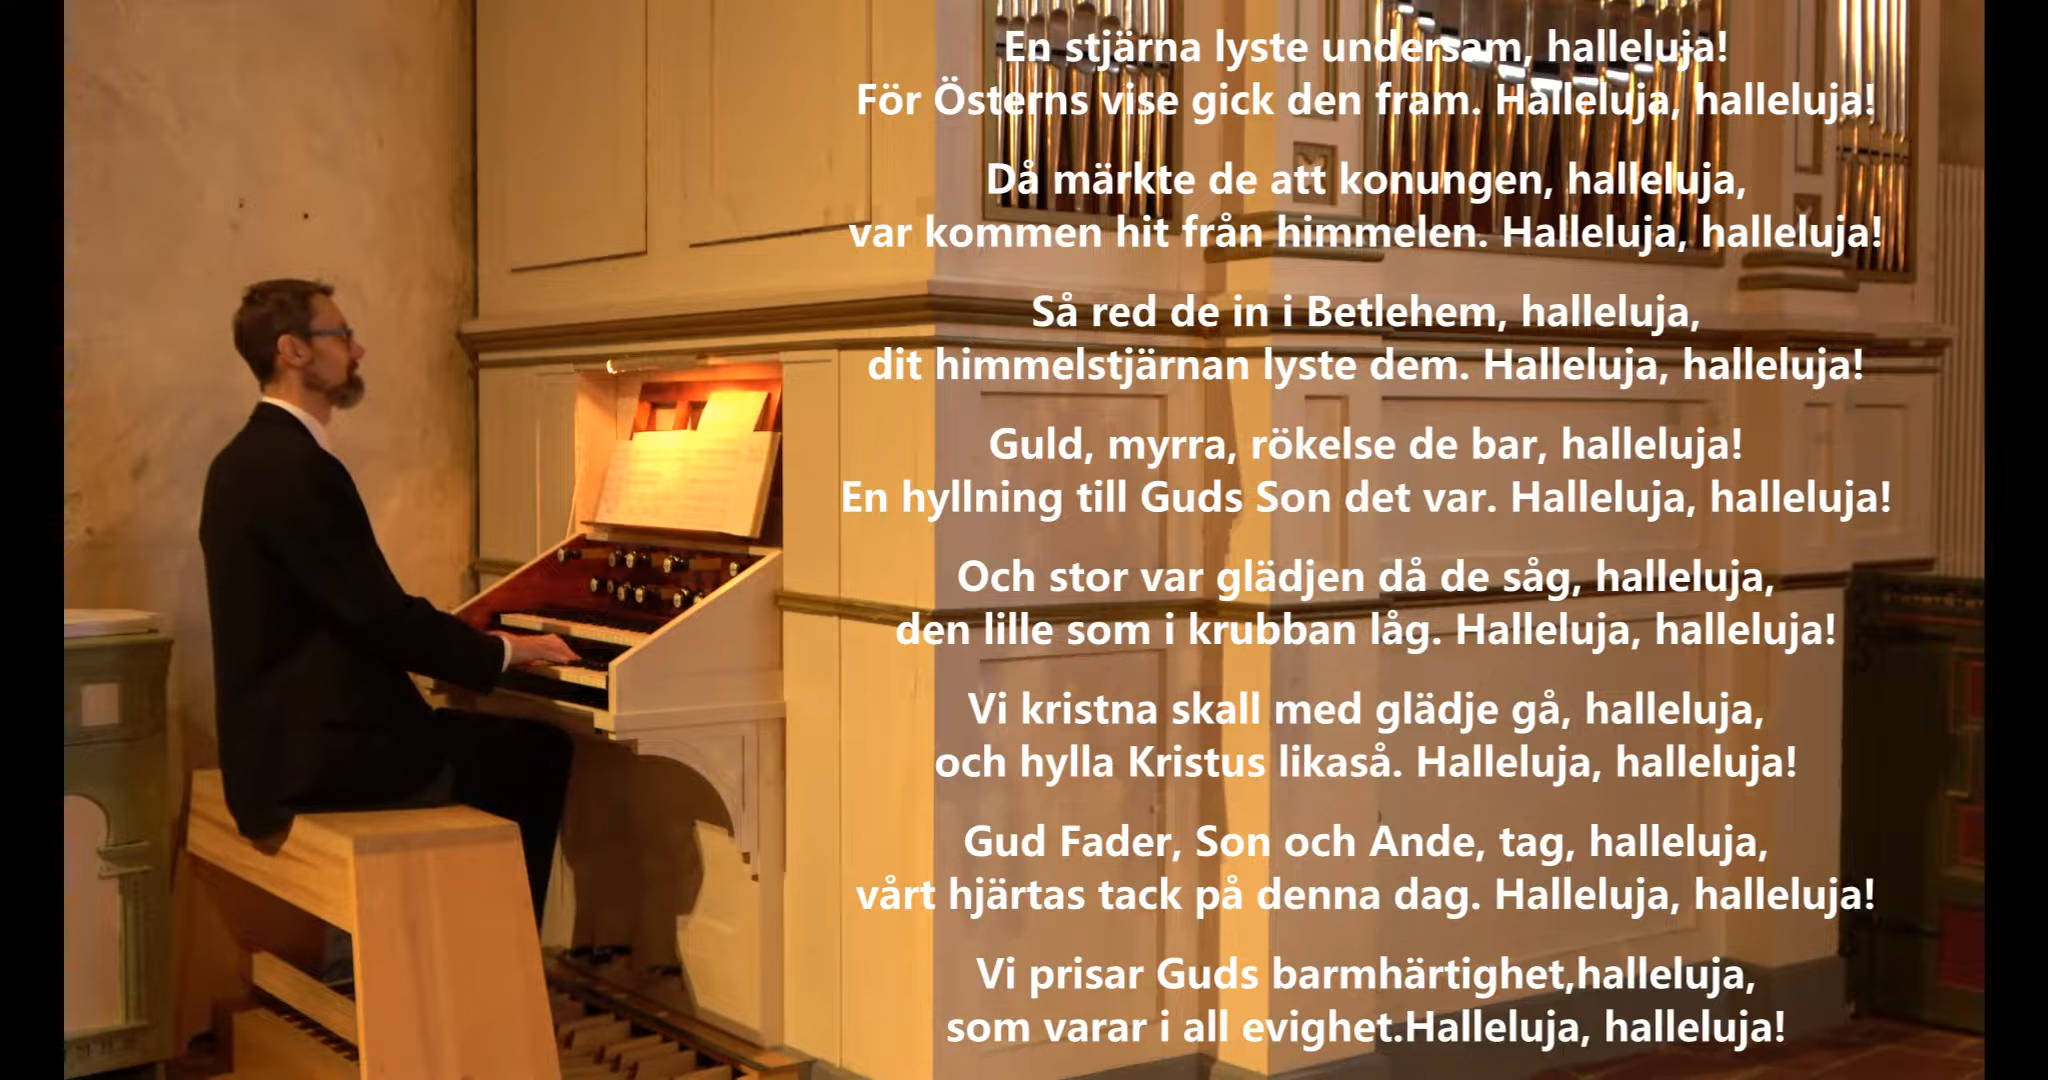 En stjärna lyste undersam, halleluja!
För Österns vise gick den fram. Halleluja, halleluja!
Då märkte de att konungen, halleluja,
var kommen hit från himmelen. Halleluja, halleluja!
Så red de in i Betlehem, halleluja,
dit himmelstjärnan lyste dem. Halleluja, halleluja!
Guld, myrra, rökelse de bar, halleluja!
En hyllning till Guds Son det var. Halleluja, halleluja!
Och stor var glädjen då de såg, halleluja,
den lille som i krubban låg. Halleluja, halleluja!
Vi kristna skall med glädje gå, halleluja,
och hylla Kristus likaså. Halleluja, halleluja!
Gud Fader, Son och Ande, tag, halleluja,
vårt hjärtas tack på denna dag. Halleluja, halleluja!
Vi prisar Guds barmhärtighet,halleluja,
som varar i all evighet.Halleluja, halleluja!